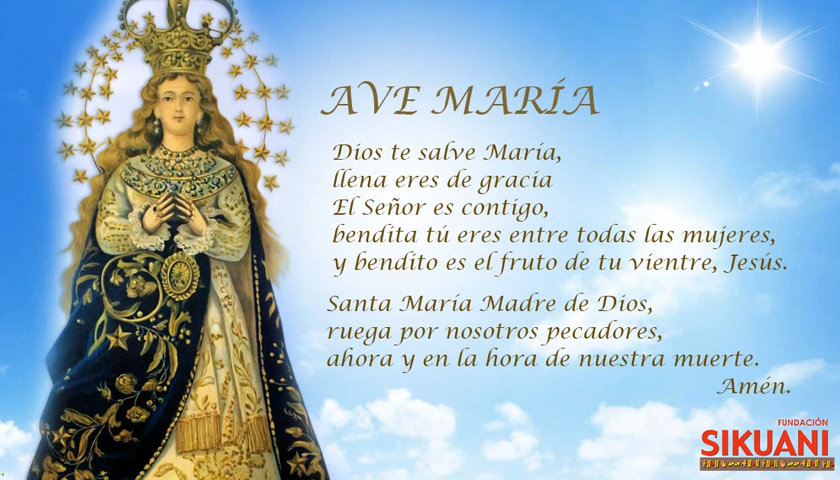 AVE MARÍA
Dios te salve María,
llena eres de gracia
El Señor es contigo,
bendita tú eres entre todas las mujeres,
y bendito es el fruto de tu vientre, Jesús.
Santa María Madre de Dios,
ruega por nosotros pecadores,
ahora y en la hora de nuestra muerte.
Amén.
FUNDACIÓN
SIKUANI